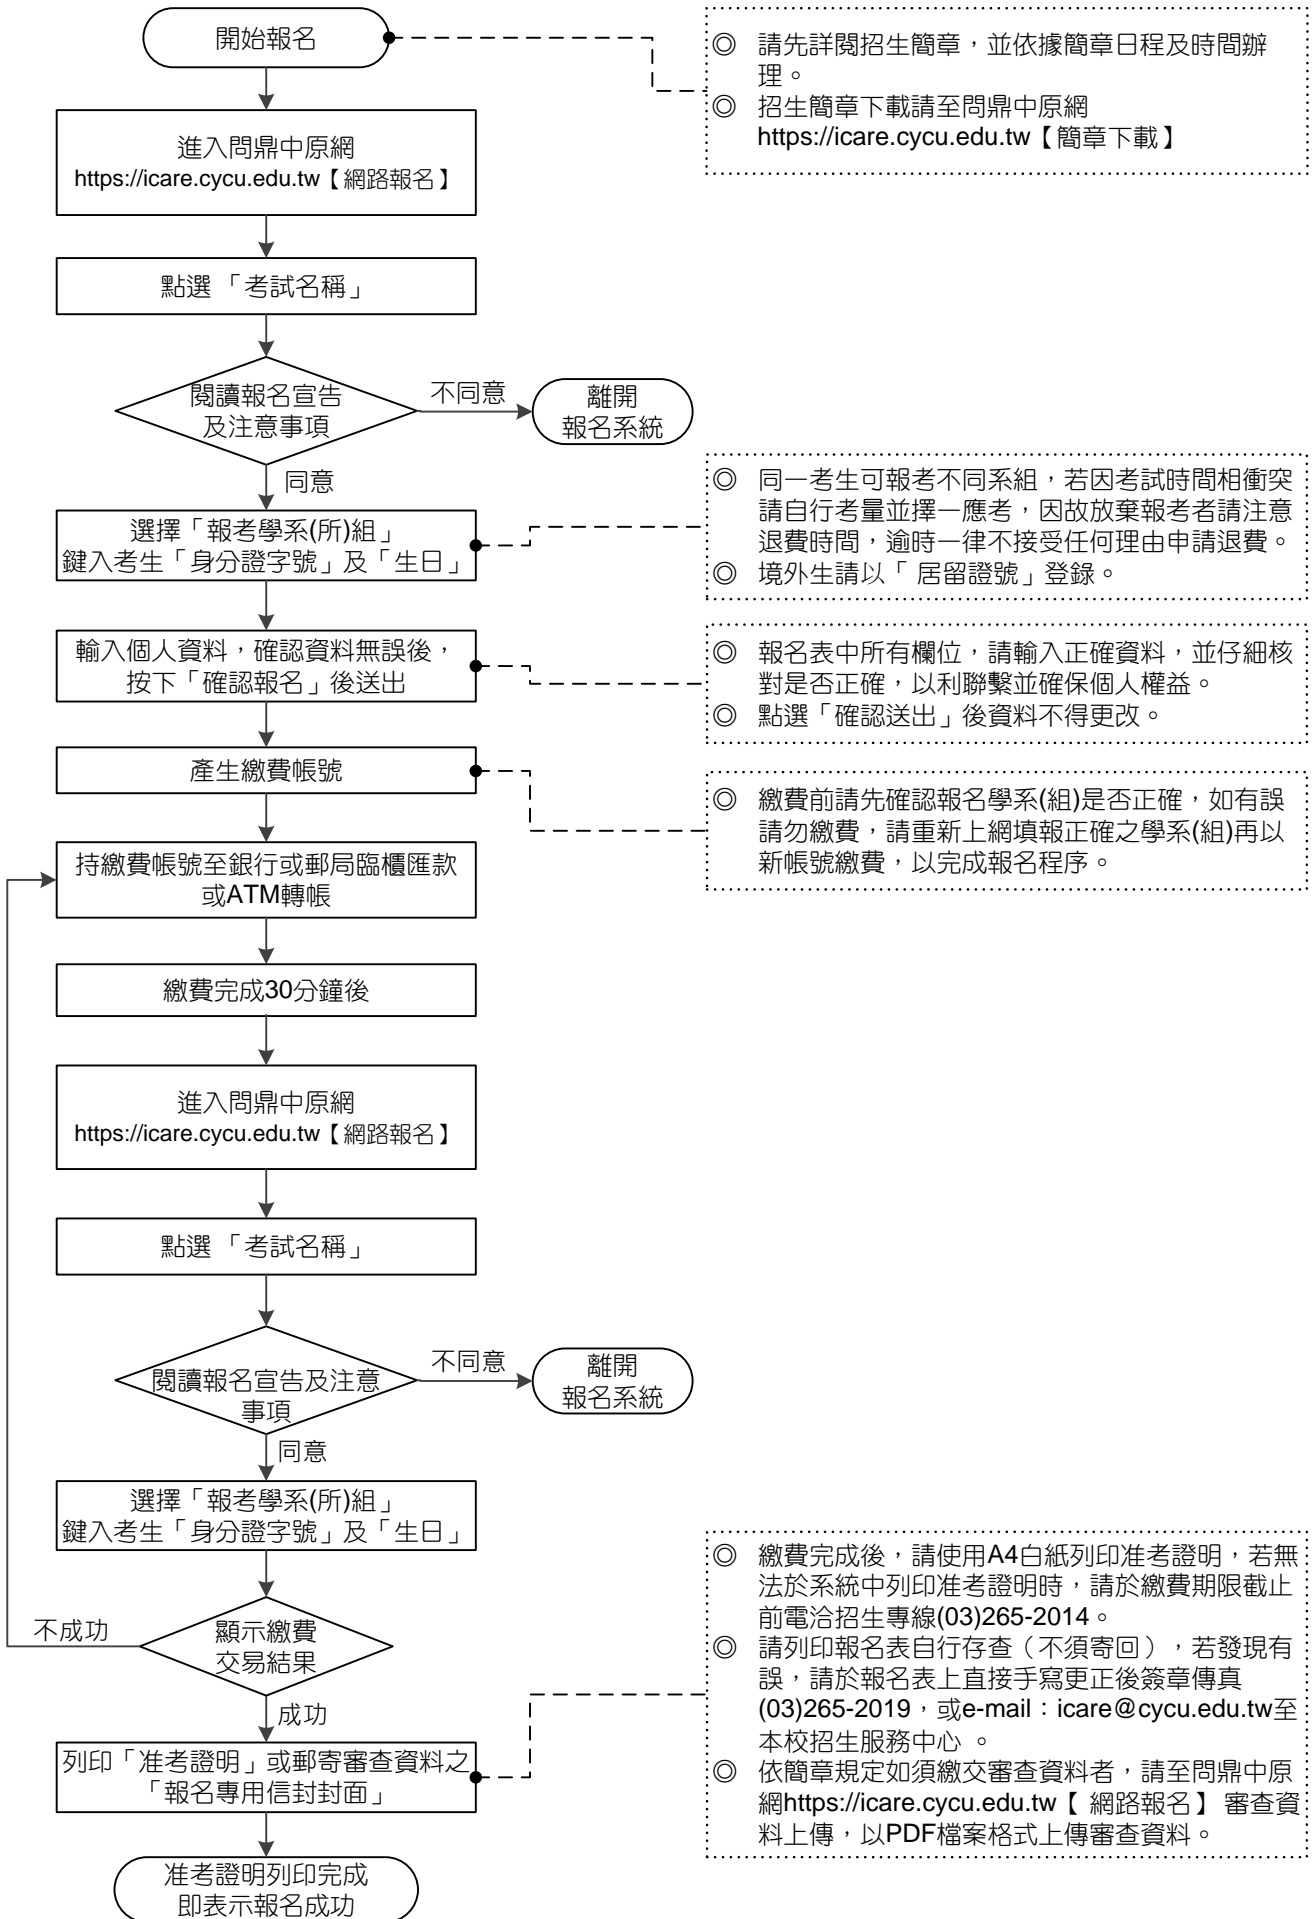 開始報名
◎ 請先詳閱招生簡章，並依據簡章日程及時間辦
理。
◎ 招生簡章下載請至問鼎中原網
https://icare.cycu.edu.tw【簡章下載】
進入問鼎中原網
https://icare.cycu.edu.tw【網路報名】
點選 「考試名稱」
閱讀報名宣告
及注意事項
不同意
離開
報名系統
同意
選擇「報考學系(所)組」
鍵入考生「身分證字號」及「生日」
◎ 同一考生可報考不同系組，若因考試時間相衝突
請自行考量並擇一應考，因故放棄報考者請注意
退費時間，逾時一律不接受任何理由申請退費。
◎ 境外生請以「 居留證號」登錄。
輸入個人資料，確認資料無誤後，
按下「確認報名」後送出
◎ 報名表中所有欄位，請輸入正確資料，並仔細核
對是否正確，以利聯繫並確保個人權益。
◎ 點選「確認送出」後資料不得更改。
產生繳費帳號
◎ 繳費前請先確認報名學系(組)是否正確，如有誤
請勿繳費，請重新上網填報正確之學系(組)再以
新帳號繳費，以完成報名程序。
持繳費帳號至銀行或郵局臨櫃匯款
或ATM轉帳
繳費完成30分鐘後
進入問鼎中原網
https://icare.cycu.edu.tw【網路報名】
點選 「考試名稱」
閱讀報名宣告及注意
事項
不同意
離開
報名系統
同意
選擇「報考學系(所)組」
鍵入考生「身分證字號」及「生日」
顯示繳費
交易結果
不成功
成功
列印「准考證明」或郵寄審查資料之
「報名專用信封封面」
◎ 繳費完成後，請使用A4白紙列印准考證明，若無
法於系統中列印准考證明時，請於繳費期限截止
前電洽招生專線(03)265-2014。
◎ 請列印報名表自行存查（不須寄回），若發現有
誤，請於報名表上直接手寫更正後簽章傳真
(03)265-2019，或e-mail：icare@cycu.edu.tw至
本校招生服務中心 。
◎ 依簡章規定如須繳交審查資料者，請至問鼎中原
網https://icare.cycu.edu.tw【 網路報名】 審查資
料上傳，以PDF檔案格式上傳審查資料。
准考證明列印完成
即表示報名成功